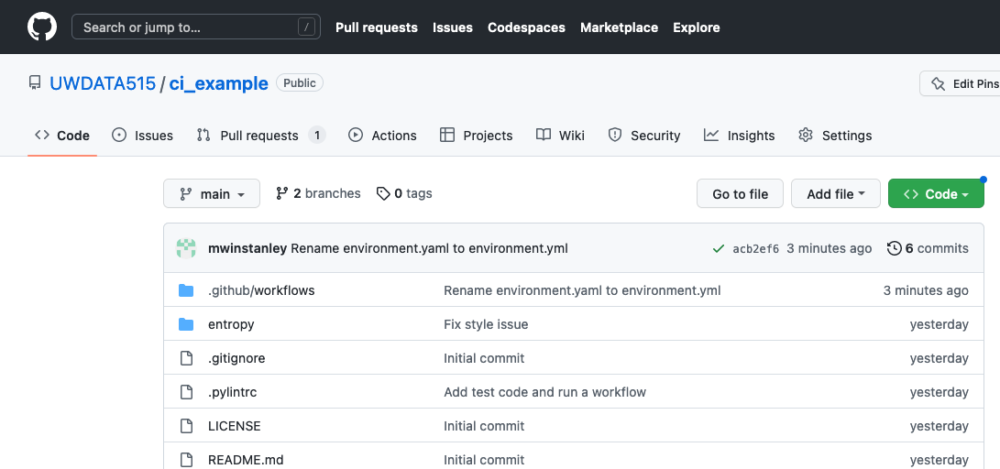 Search or jump to... / Pull requests Issues Codespaces Marketplace Explore
UWDATA515 / ci_example Public Edit Pins
Code Issues Pull requests 1 Actions Projects Wiki Security Insights Settings
main 2 branches 0 tags Go to file Add file Code
mwinstanley Rename environment.yaml to environment.yml acb2ef6 3 minutes ago 6 commits
.github/workflows Rename environment.yaml to environment.yml 3 minutes ago
entropy Fix style issue yesterday
.gitignore Initial commit yesterday
.pylintrc Add test code and run a workflow yesterday
LICENSE Initial commit yesterday
README.md Initial commit yesterday